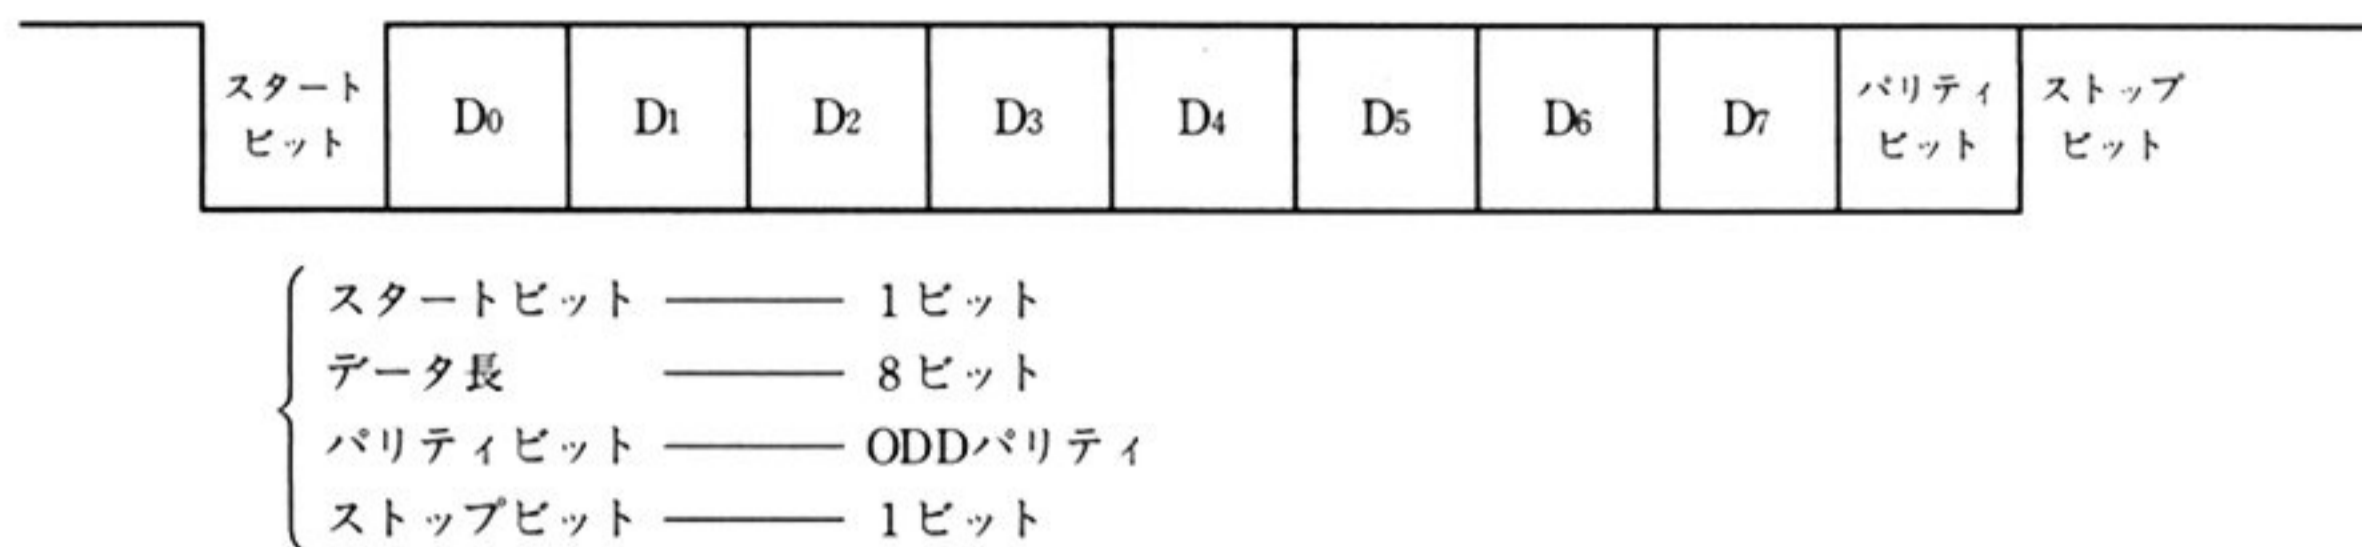 スタート
ビット
D0
D1
D2
D3
D4
D5
D6
D7
パリティ
ビット
ストップ
ビット
スタートビット ——— 1ビット
データ長 ——— 8ビット
パリティビット ——— ODDパリティ
ストップビット ——— 1ビット